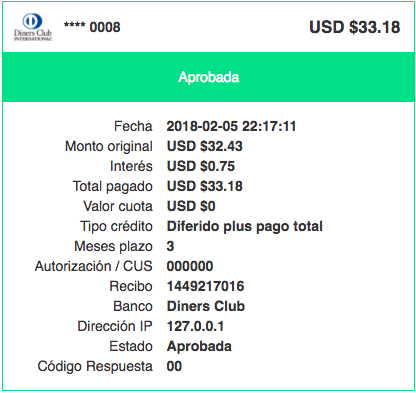 Diners Club
INTERNATIONAL
**** 0008
USD $33.18
Aprobada
Fecha 2018-02-05 22:17:11
Monto original USD $32.43
Interés USD $0.75
Total pagado USD $33.18
Valor cuota USD $0
Tipo crédito Diferido plus pago total
Meses plazo 3
Autorización / CUS 000000
Recibo 1449217016
Banco Diners Club
Dirección IP 127.0.0.1
Estado Aprobada
Código Respuesta 00